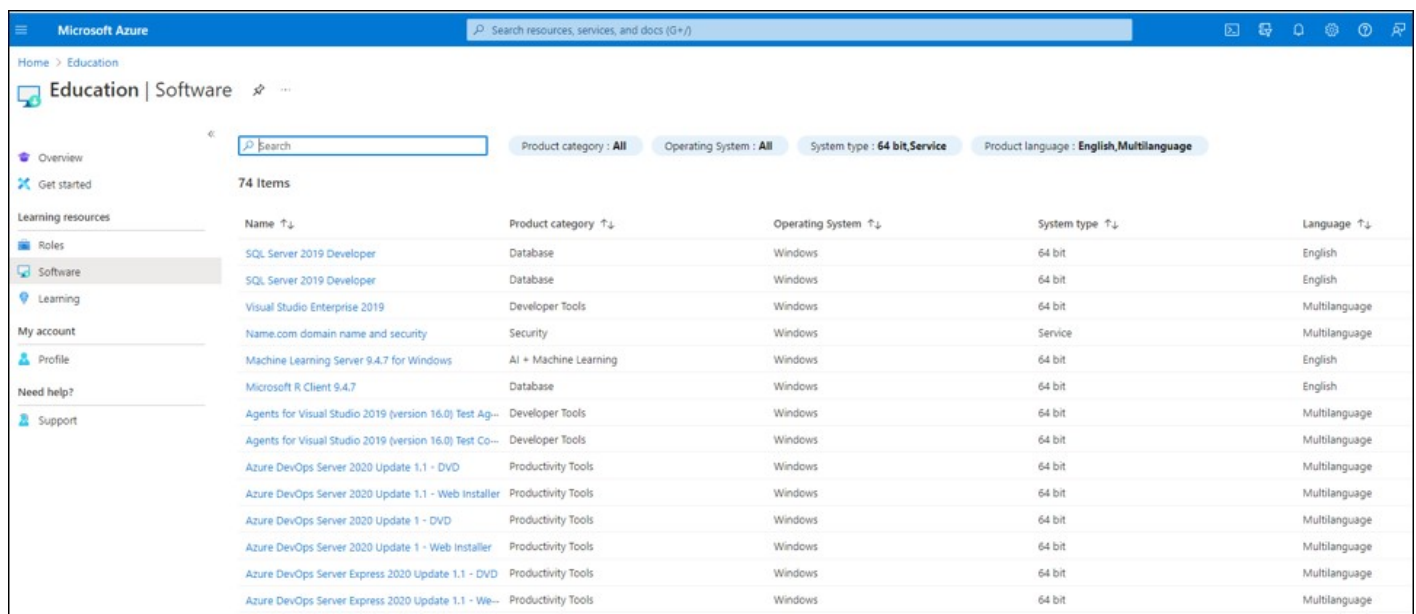 Microsoft Azure
Search resources, services, and docs (G+/)
Home > Education
Education | Software
Overview
Get started
Learning resources
Roles
Software
Learning
My account
Profile
Need help?
Support
Search
Product category : All
Operating System : All
System type : 64 bit,Service
Product language : English,Multilanguage
74 Items
Name Product category Operating System System type Language
SQL Server 2019 Developer Database Windows 64 bit English
SQL Server 2019 Developer Database Windows 64 bit English
Visual Studio Enterprise 2019 Developer Tools Windows 64 bit Multilanguage
Name.com domain name and security Security Windows Service Multilanguage
Machine Learning Server 9.4.7 for Windows AI + Machine Learning Windows 64 bit English
Microsoft R Client 9.4.7 Database Windows 64 bit English
Agents for Visual Studio 2019 (version 16.0) Test Ag... Developer Tools Windows 64 bit Multilanguage
Agents for Visual Studio 2019 (version 16.0) Test Co... Developer Tools Windows 64 bit Multilanguage
Azure DevOps Server 2020 Update 1.1 - DVD Productivity Tools Windows 64 bit Multilanguage
Azure DevOps Server 2020 Update 1.1 - Web Installer Productivity Tools Windows 64 bit Multilanguage
Azure DevOps Server 2020 Update 1 - DVD Productivity Tools Windows 64 bit Multilanguage
Azure DevOps Server 2020 Update 1 - Web Installer Productivity Tools Windows 64 bit Multilanguage
Azure DevOps Server Express 2020 Update 1.1 - DVD Productivity Tools Windows 64 bit Multilanguage
Azure DevOps Server Express 2020 Update 1.1 - We... Productivity Tools Windows 64 bit Multilanguage